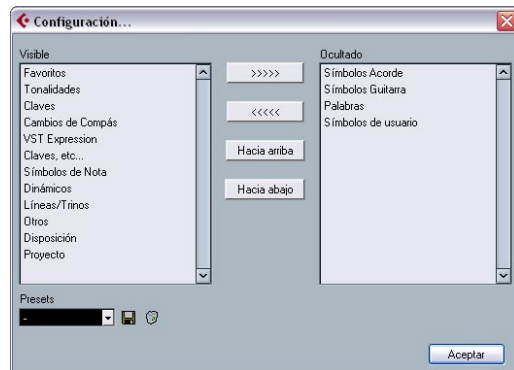 Configuración...
Visible
Favoritos
Tonalidades
Claves
Cambios de Compás
VST Expression
Claves, etc...
Símbolos de Nota
Dinámicos
Líneas/Trinos
Otros
Disposición
Proyecto
>>>>>
<<<<<
Hacia arriba
Hacia abajo
Ocultado
Símbolos Acorde
Símbolos Guitarra
Palabras
Símbolos de usuario
Presets
-
Aceptar